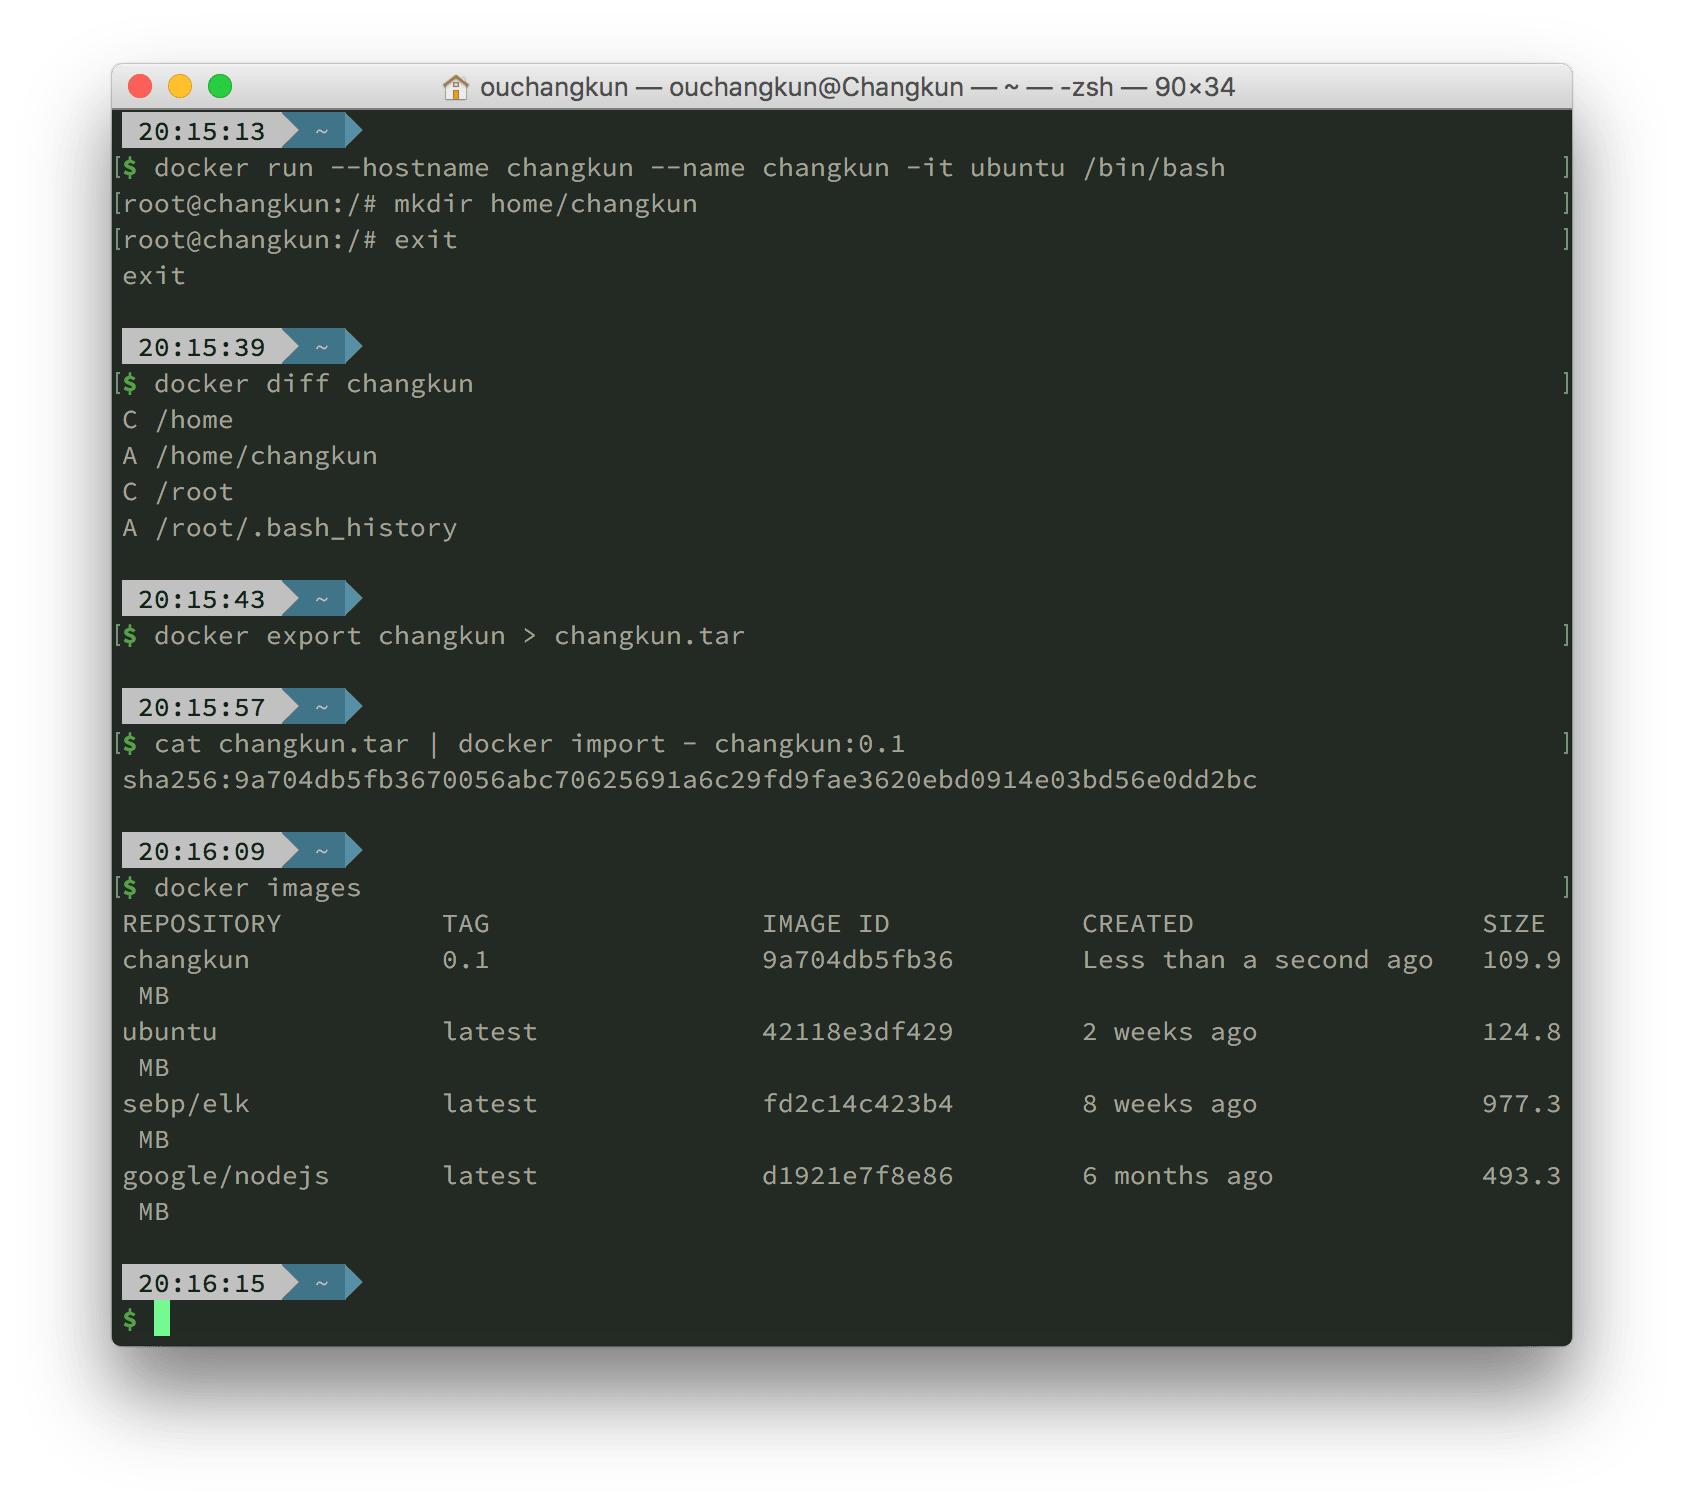 ouchangkun — ouchangkun@Changkun — ~ — -zsh — 90×34
20:15:13 ~
[$ docker run --hostname changkun --name changkun -it ubuntu /bin/bash ]
[root@changkun:/# mkdir home/changkun ]
[root@changkun:/# exit ]
exit
20:15:39 ~
[$ docker diff changkun ]
C /home
A /home/changkun
C /root
A /root/.bash_history
20:15:43 ~
[$ docker export changkun > changkun.tar ]
20:15:57 ~
[$ cat changkun.tar | docker import - changkun:0.1 ]
sha256:9a704db5fb3670056abc70625691a6c29fd9fae3620ebd0914e03bd56e0dd2bc
20:16:09 ~
[$ docker images ]
REPOSITORY TAG IMAGE ID CREATED SIZE
changkun 0.1 9a704db5fb36 Less than a second ago 109.9
MB
ubuntu latest 42118e3df429 2 weeks ago 124.8
MB
sebp/elk latest fd2c14c423b4 8 weeks ago 977.3
MB
google/nodejs latest d1921e7f8e86 6 months ago 493.3
MB
20:16:15 ~
$